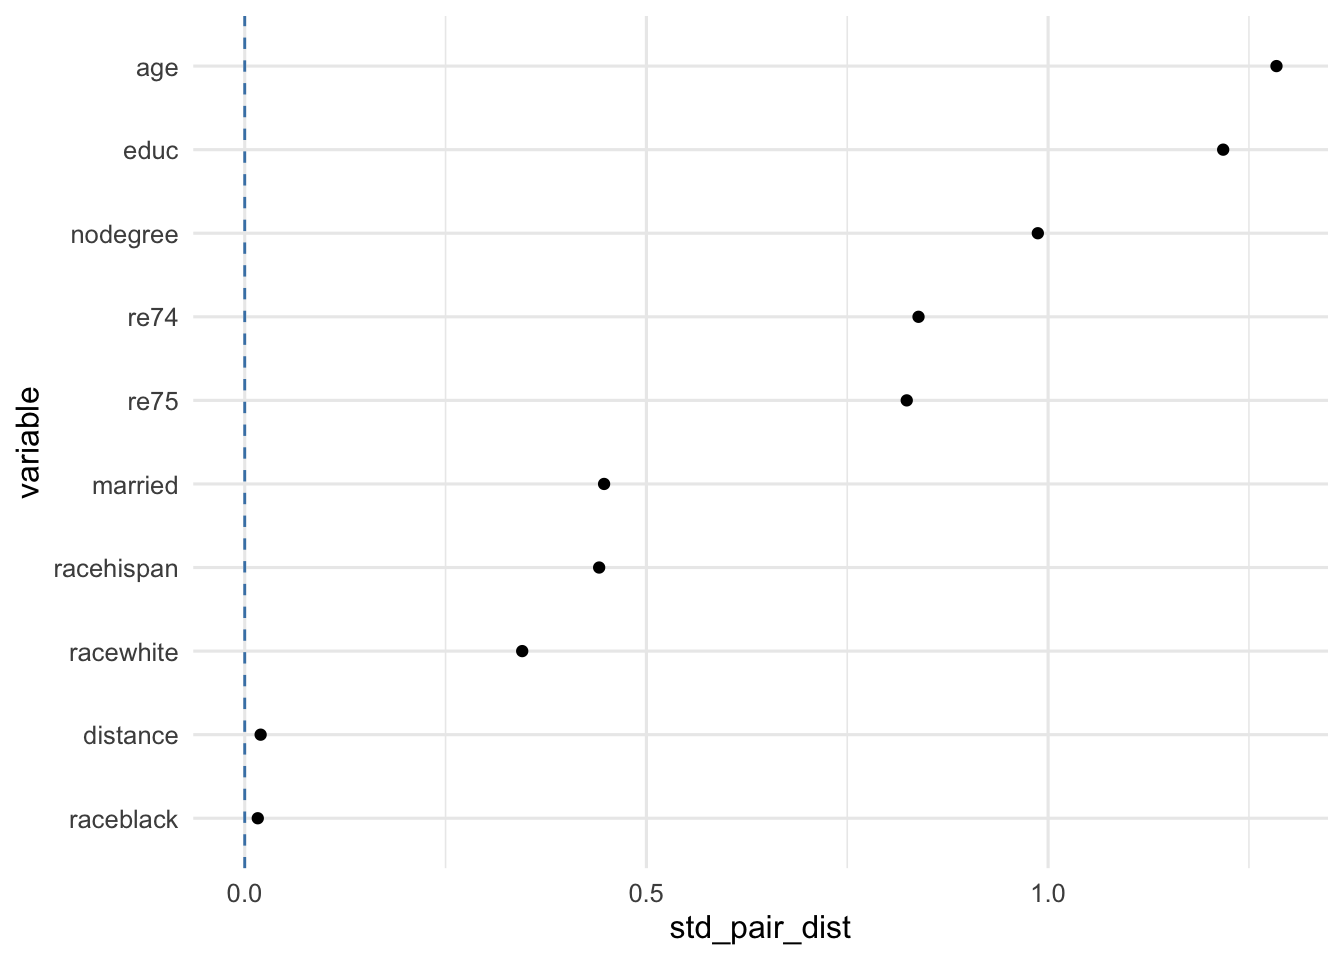 age
educ
nodegree
re74
re75
married
racehispan
racewhite
distance
raceblack
variable
0.0
0.5
1.0
std_pair_dist